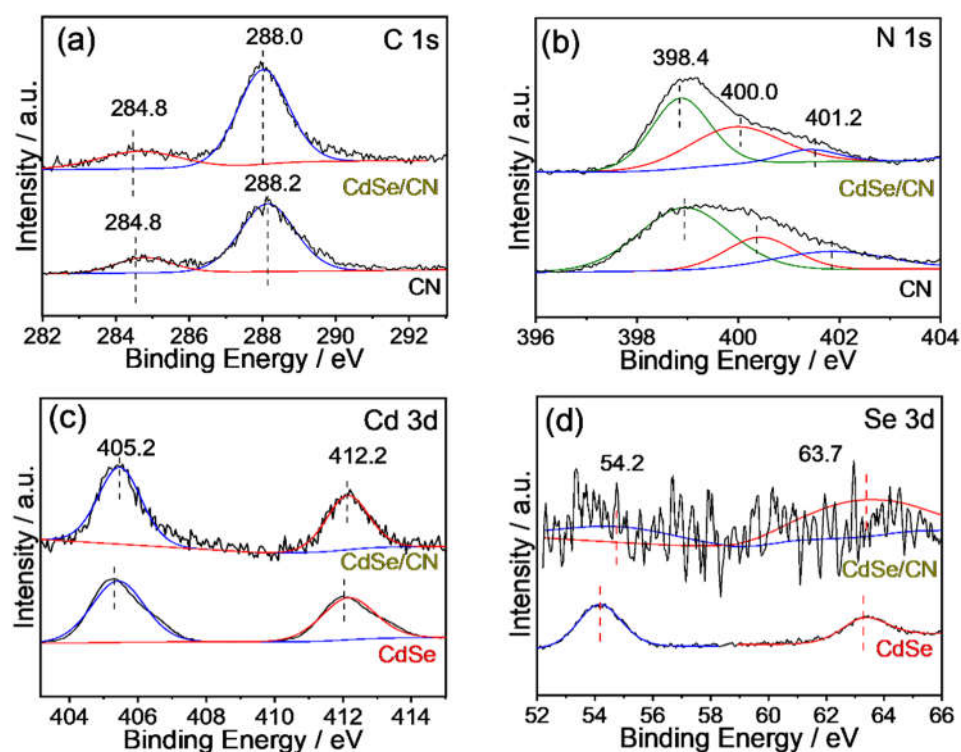 (a)
C 1s
288.0
284.8
CdSe/CN
288.2
284.8
CN
Intensity / a.u.
282 284 286 288 290 292
Binding Energy / eV
(b)
N 1s
398.4
400.0
401.2
CdSe/CN
CN
Intensity / a.u.
396 398 400 402 404
Binding Energy / eV
(c)
Cd 3d
405.2
412.2
CdSe/CN
CdSe
Intensity / a.u.
404 406 408 410 412 414
Binding Energy / eV
(d)
Se 3d
54.2
63.7
CdSe/CN
CdSe
Intensity / a.u.
52 54 56 58 60 62 64 66
Binding Energy / eV